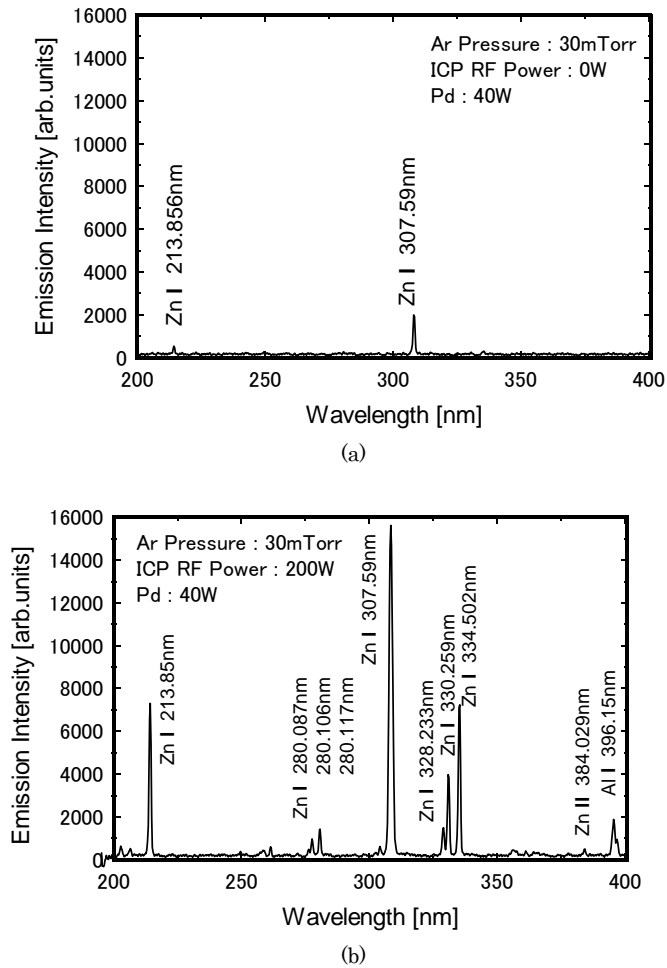 16000
14000
12000
10000
8000
6000
4000
2000
0
Emission Intensity [arb.units]
Ar Pressure : 30mTorr
ICP RF Power : 0W
Pd : 40W
Zn Ⅰ 213.856nm
Zn Ⅰ 307.59nm
200 250 300 350 400
Wavelength [nm]
(a)
16000
14000
12000
10000
8000
6000
4000
2000
0
Emission Intensity [arb.units]
Ar Pressure : 30mTorr
ICP RF Power : 200W
Pd : 40W
Zn Ⅰ 213.85nm
Zn Ⅰ 280.087nm
280.106nm
280.117nm
Zn Ⅰ 307.59nm
Zn Ⅰ 328.233nm
Zn Ⅰ 330.259nm
Zn Ⅰ 334.502nm
Zn Ⅱ 384.029nm
Al Ⅰ 396.15nm
200 250 300 350 400
Wavelength [nm]
(b)